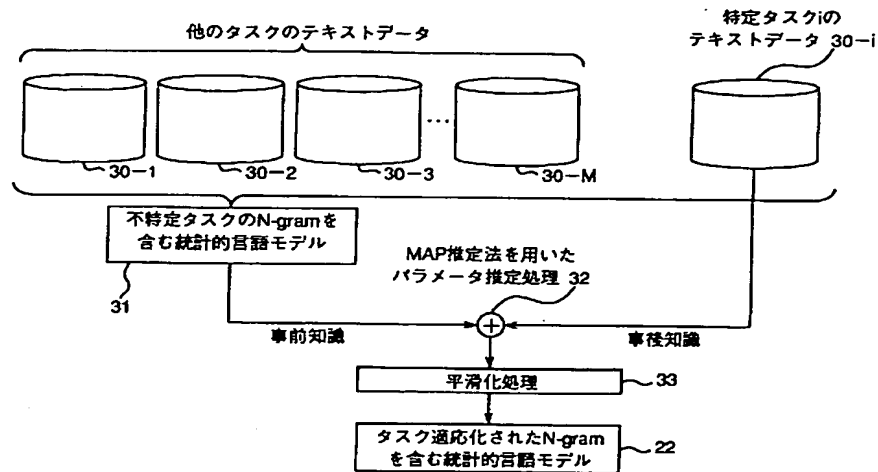 他のタスクのテキストデータ
特定タスクiの
テキストデータ 30-i
30-1
30-2
30-3
…
30-M
不特定タスクのN-gramを
含む統計的言語モデル
31
MAP推定法を用いた
パラメータ推定処理 32
事前知識
事後知識
平滑化処理
33
タスク適応化されたN-gram
を含む統計的言語モデル
22